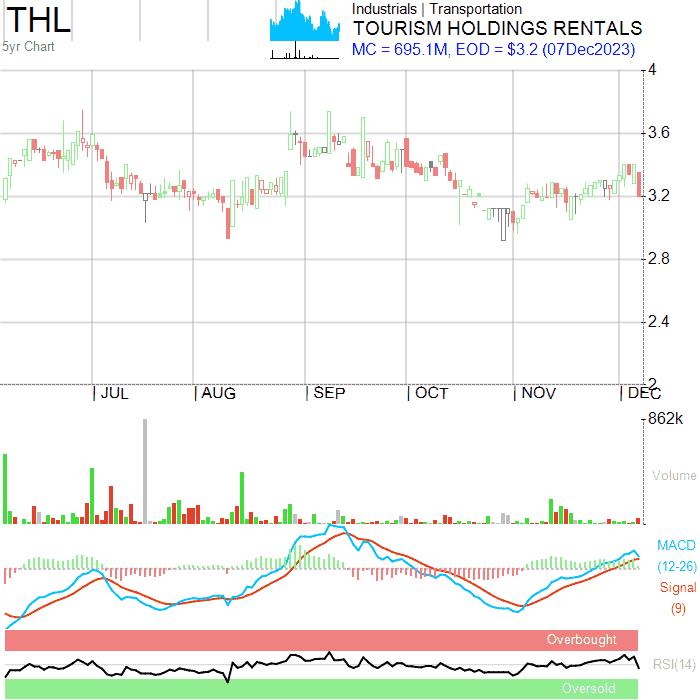 THL
5yr Chart
Industrials | Transportation
TOURISM HOLDINGS RENTALS
MC = 695.1M, EOD = $3.2 (07Dec2023)
4
3.6
3.2
2.8
2.4
2
| JUL | AUG | SEP | OCT | NOV | DEC
862k
Volume
MACD
(12-26)
Signal
(9)
Overbought
RSI(14)
Oversold